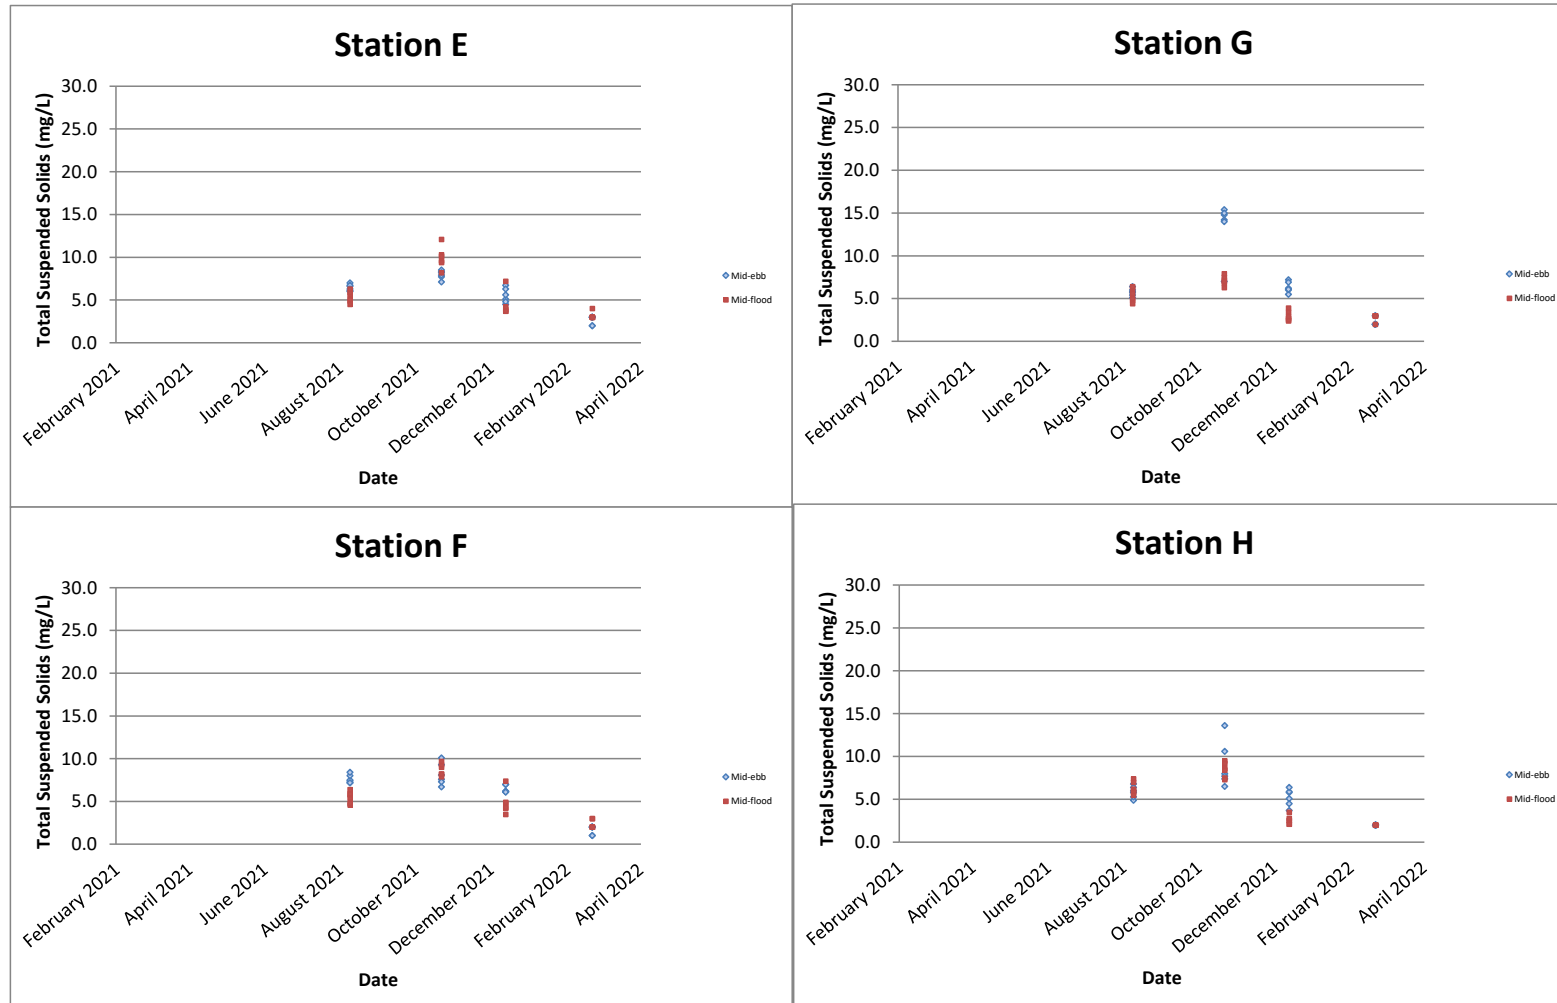 Station E
Total Suspended Solids (mg/L)
30.0
25.0
20.0
15.0
10.0
5.0
0.0
February 2021
April 2021
June 2021
August 2021
October 2021
December 2021
February 2022
April 2022
Date
Mid-ebb
Mid-flood
Station G
Total Suspended Solids (mg/L)
30.0
25.0
20.0
15.0
10.0
5.0
0.0
February 2021
April 2021
June 2021
August 2021
October 2021
December 2021
February 2022
April 2022
Date
Mid-ebb
Mid-flood
Station F
Total Suspended Solids (mg/L)
30.0
25.0
20.0
15.0
10.0
5.0
0.0
February 2021
April 2021
June 2021
August 2021
October 2021
December 2021
February 2022
April 2022
Date
Mid-ebb
Mid-flood
Station H
Total Suspended Solids (mg/L)
30.0
25.0
20.0
15.0
10.0
5.0
0.0
February 2021
April 2021
June 2021
August 2021
October 2021
December 2021
February 2022
April 2022
Date
Mid-ebb
Mid-flood